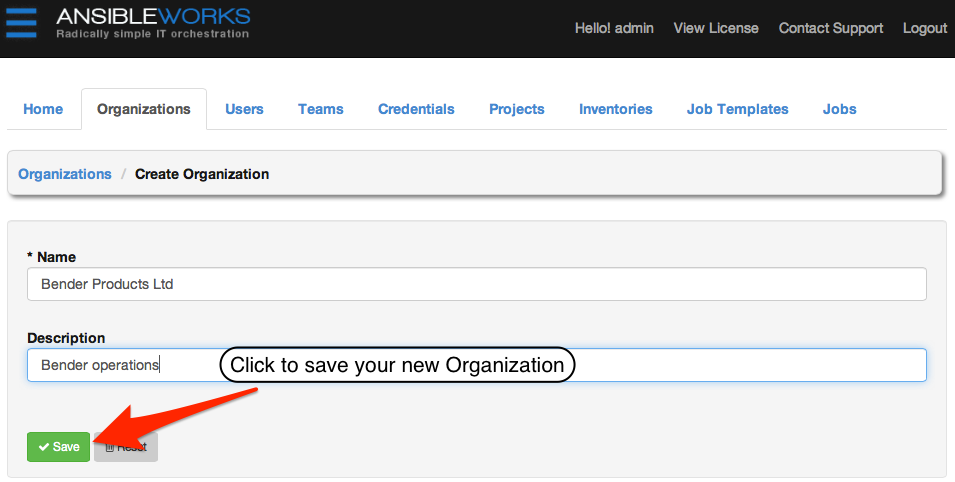 ANSIBLEWORKS
Radically simple IT orchestration
Hello! admin View License Contact Support Logout
Home Organizations Users Teams Credentials Projects Inventories Job Templates Jobs
Organizations / Create Organization
* Name
Bender Products Ltd
Description
Bender operations
Click to save your new Organization
Save Reset